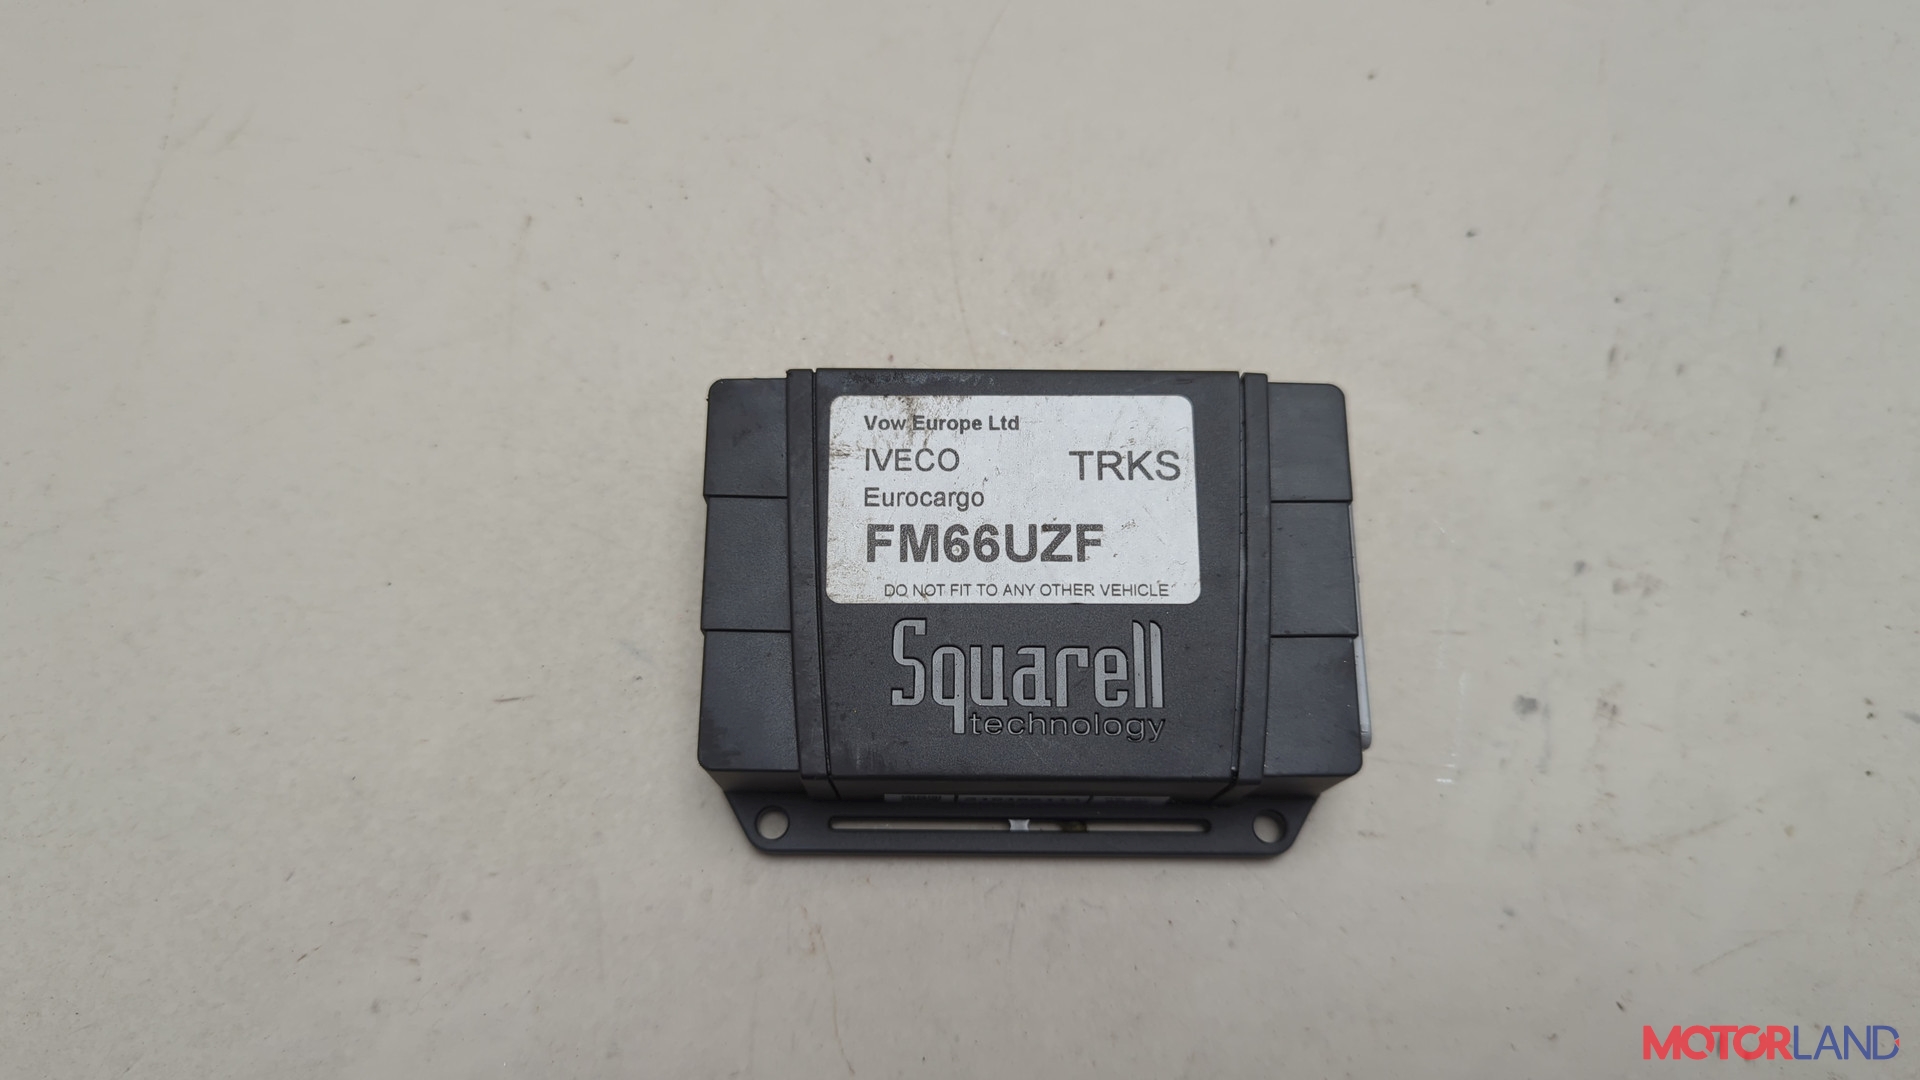 Vow Europe Ltd
IVECO TRKS
Eurocargo
FM66UZF
DO NOT FIT TO ANY OTHER VEHICLE
Squarell
technology
MOTORLAND